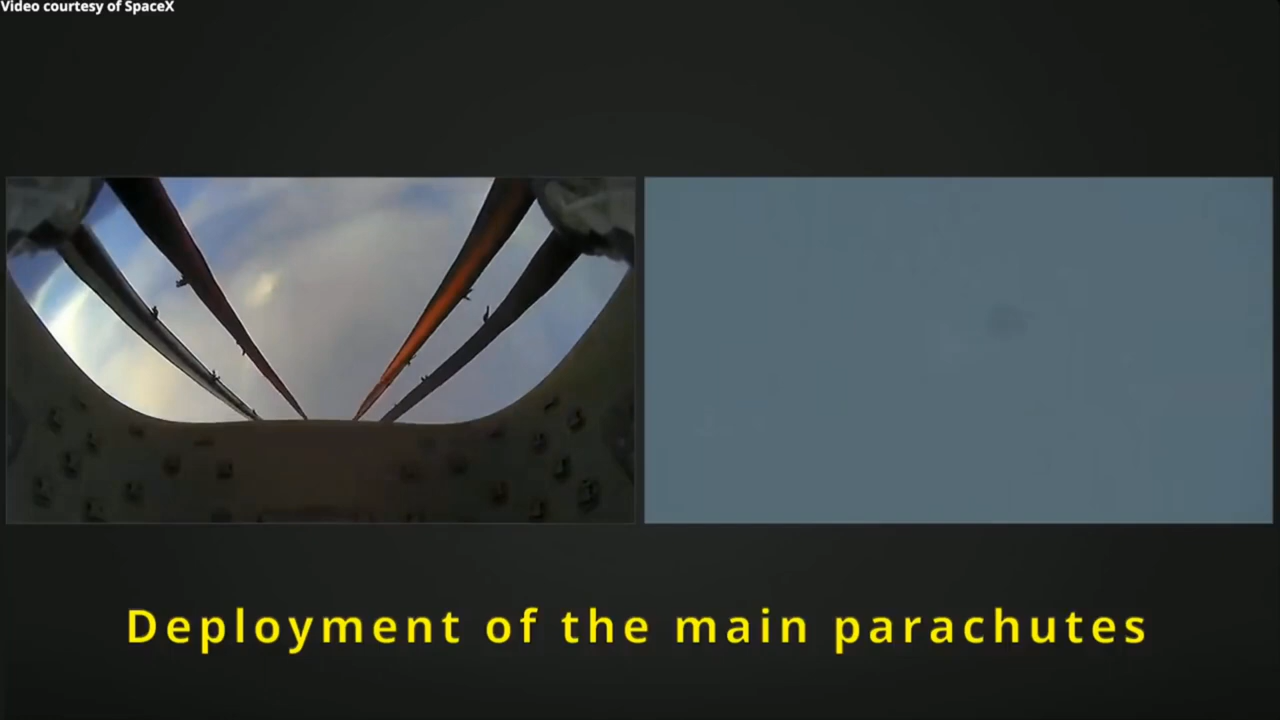 Video courtesy of SpaceX
Deployment of the main parachutes